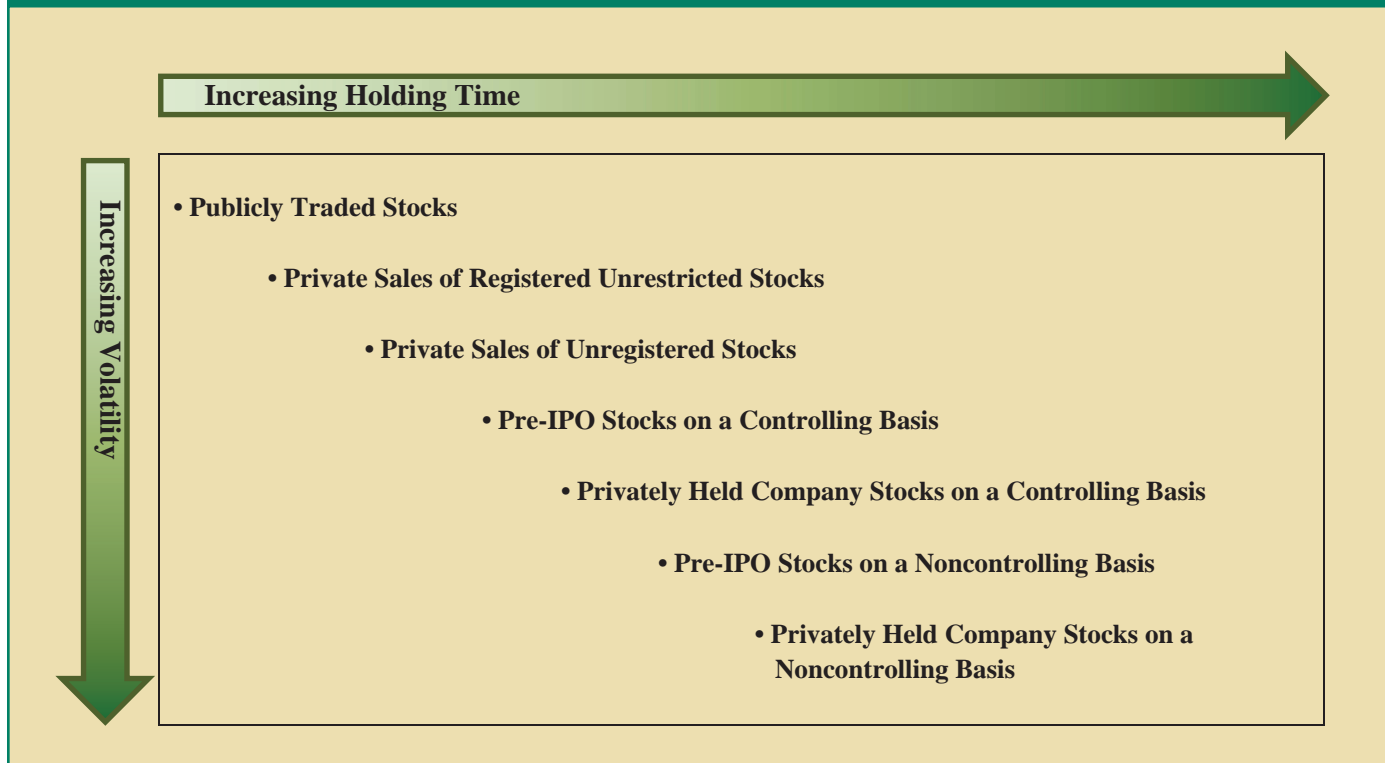 Increasing Holding Time
Increasing Volatility
• Publicly Traded Stocks
• Private Sales of Registered Unrestricted Stocks
• Private Sales of Unregistered Stocks
• Pre-IPO Stocks on a Controlling Basis
• Privately Held Company Stocks on a Controlling Basis
• Pre-IPO Stocks on a Noncontrolling Basis
• Privately Held Company Stocks on a
Noncontrolling Basis